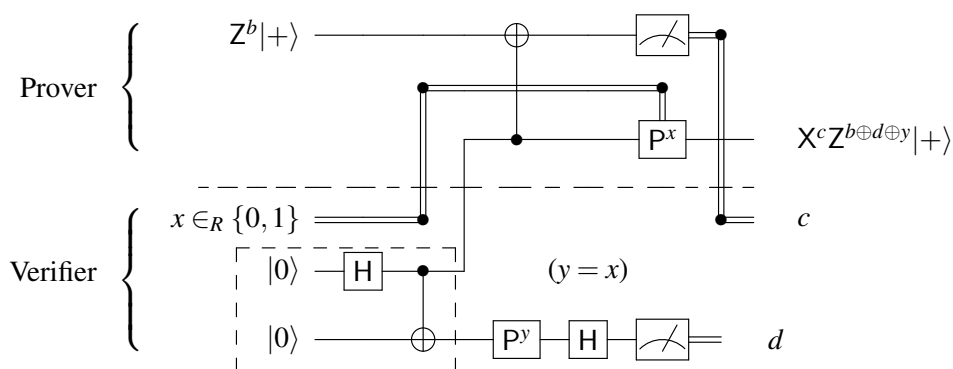 Z^b|+⟩
Prover
P^x
X^c Z^{b⊕d⊕y}|+⟩
x ∈_R {0,1}
c
Verifier
|0⟩ H (y = x)
|0⟩ P^y H d